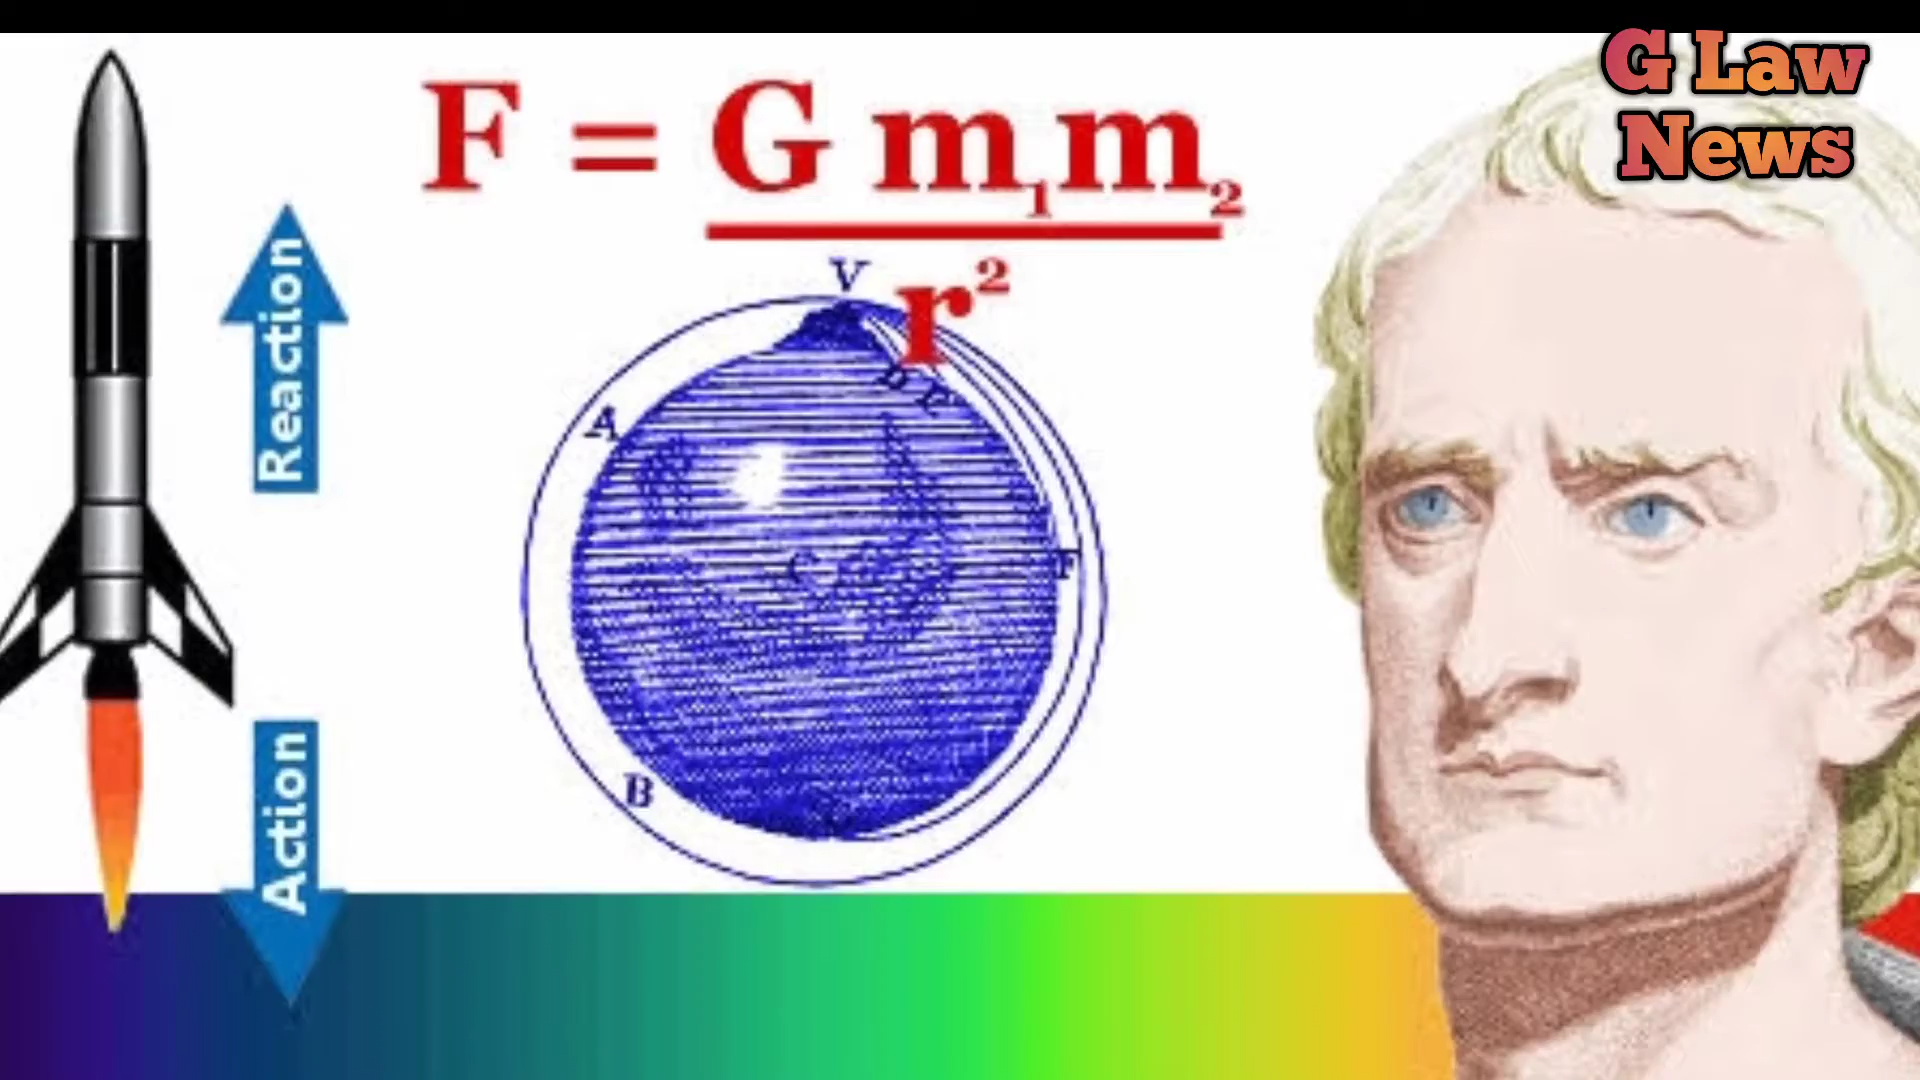 G Law
News
F = G m₁m₂
r²
Reaction
Action
V
A
B
C
D
E
F